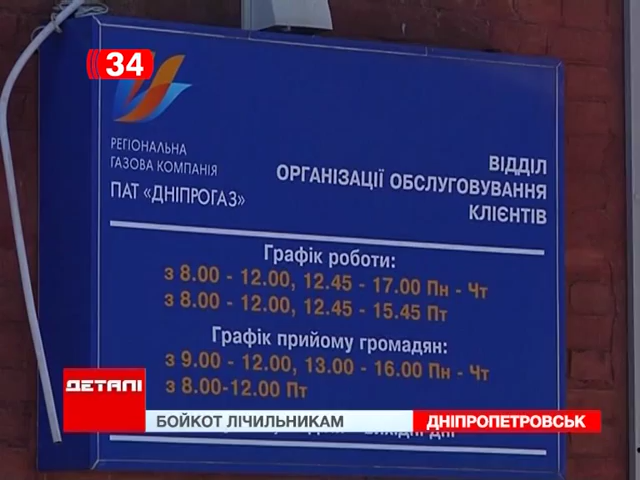 34
РЕГІОНАЛЬНА
ГАЗОВА КОМПАНІЯ
ПАТ «ДНІПРОГАЗ»
ВІДДІЛ
ОРГАНІЗАЦІЇ ОБСЛУГОВУВАННЯ
КЛІЄНТІВ
Графік роботи:
з 8.00 - 12.00, 12.45 - 17.00 Пн - Чт
з 8.00 - 12.00, 12.45 - 15.45 Пт
Графік прийому громадян:
з 9.00 - 12.00, 13.00 - 16.00 Пн - Чт
з 8.00-12.00 Пт
ДЕТАЛІ
БОЙКОТ ЛІЧИЛЬНИКАМ
ДНІПРОПЕТРОВСЬК